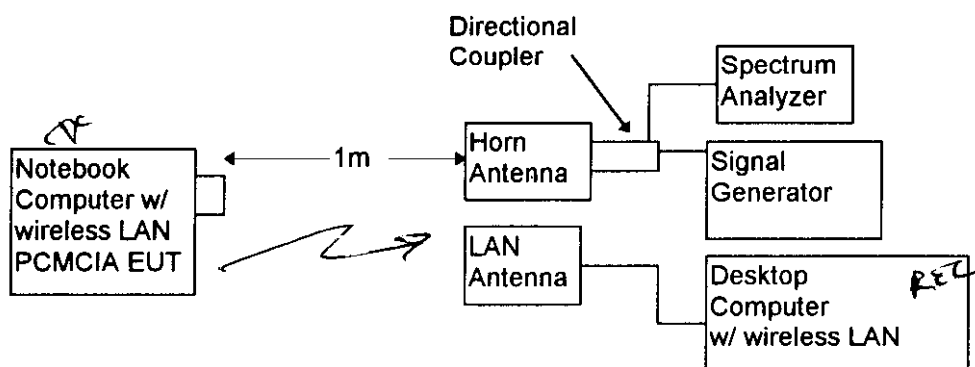 Directional
Coupler
Spectrum
Analyzer
Notebook
Computer w/
wireless LAN
PCMCIA EUT
1m
Horn
Antenna
Signal
Generator
LAN
Antenna
Desktop
Computer
w/ wireless LAN
REC